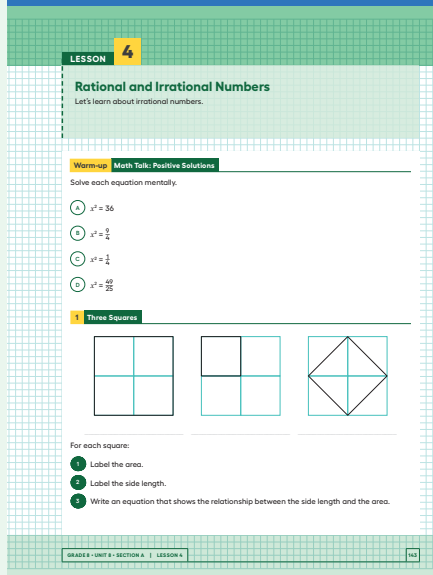 LESSON 4
Rational and Irrational Numbers
Let's learn about irrational numbers.
Warm-up Math Talk: Positive Solutions
Solve each equation mentally.
A x² = 36
B x² = 9/4
C x² = 1/4
D x² = 49/25
1 Three Squares
For each square:
1 Label the area.
2 Label the side length.
3 Write an equation that shows the relationship between the side length and the area.
GRADE 8 • UNIT 8 • SECTION A | LESSON 4 143